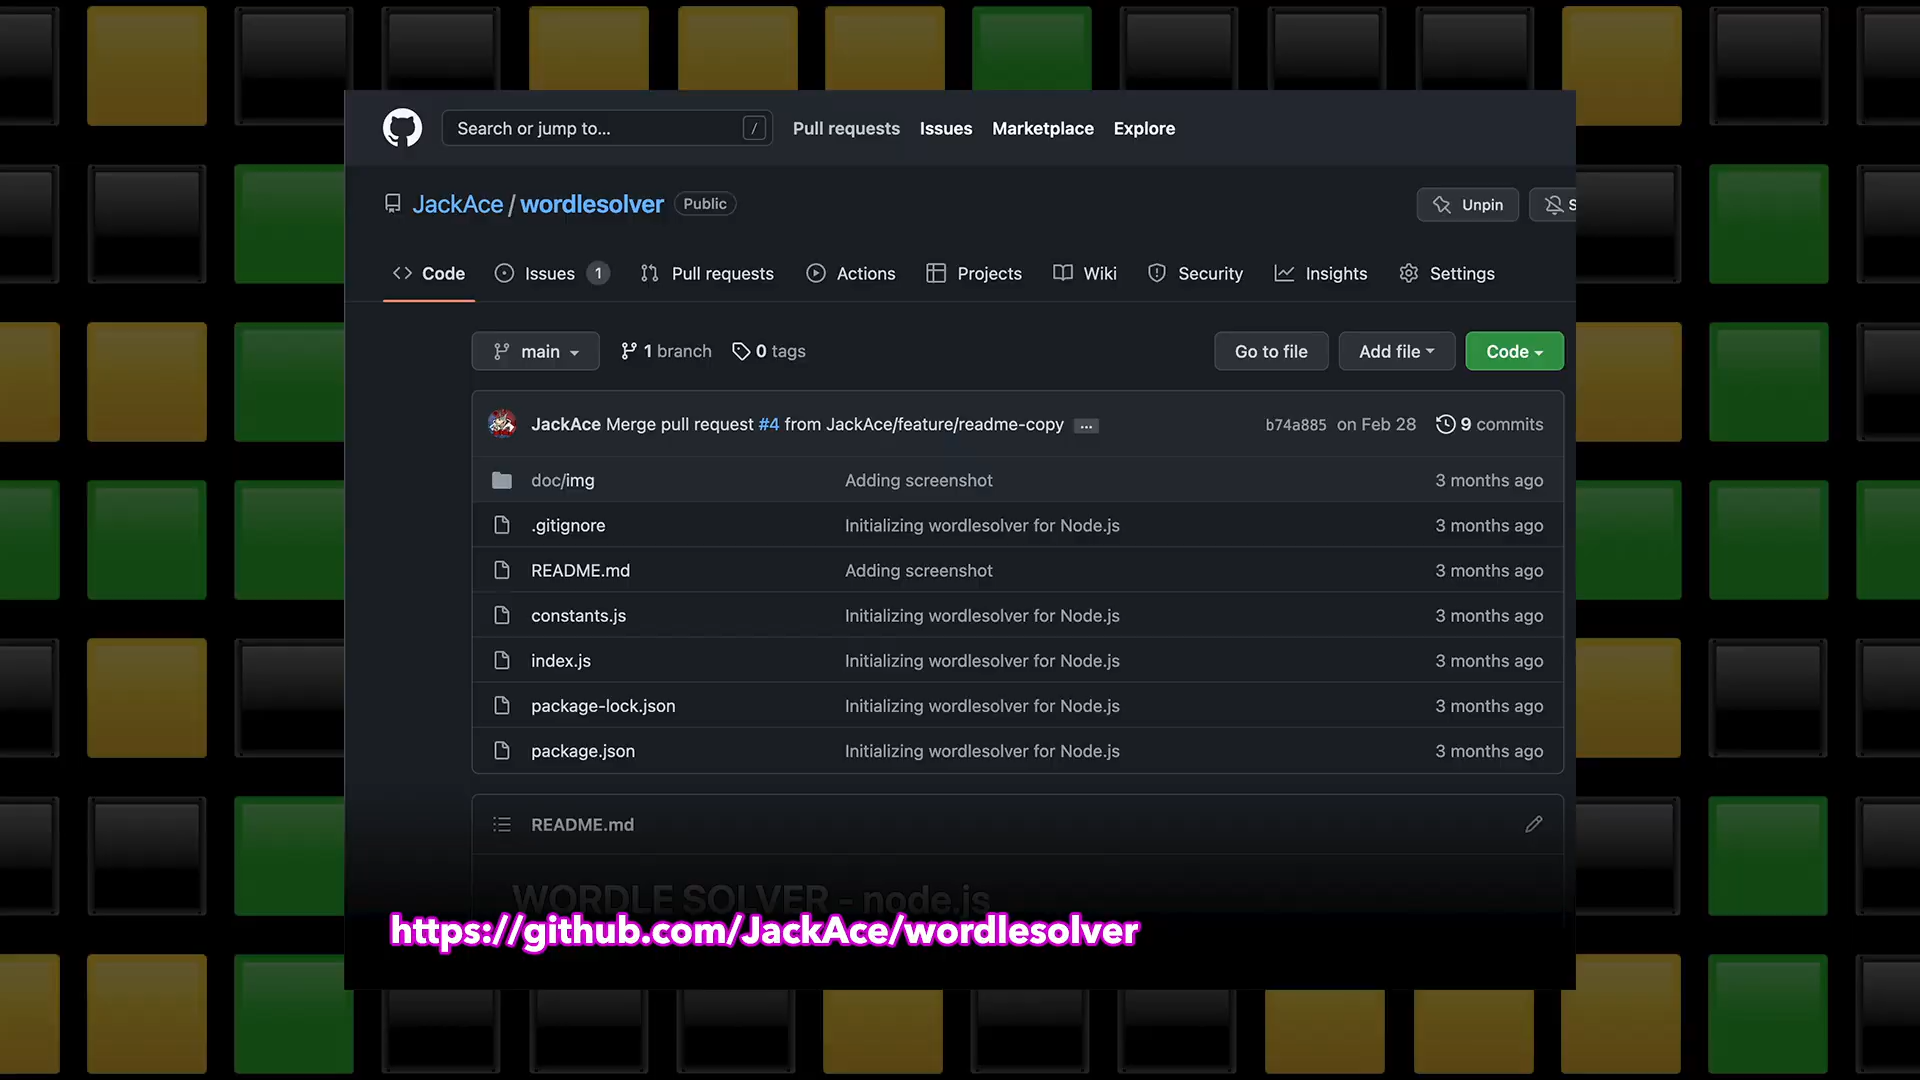 Search or jump to... / Pull requests Issues Marketplace Explore
JackAce / wordlesolver Public Unpin S
Code Issues 1 Pull requests Actions Projects Wiki Security Insights Settings
main 1 branch 0 tags Go to file Add file Code
JackAce Merge pull request #4 from JackAce/feature/readme-copy ... b74a885 on Feb 28 9 commits
doc/img Adding screenshot 3 months ago
.gitignore Initializing wordlesolver for Node.js 3 months ago
README.md Adding screenshot 3 months ago
constants.js Initializing wordlesolver for Node.js 3 months ago
index.js Initializing wordlesolver for Node.js 3 months ago
package-lock.json Initializing wordlesolver for Node.js 3 months ago
package.json Initializing wordlesolver for Node.js 3 months ago
README.md
WORDLE SOLVER - node.js
https://github.com/JackAce/wordlesolver